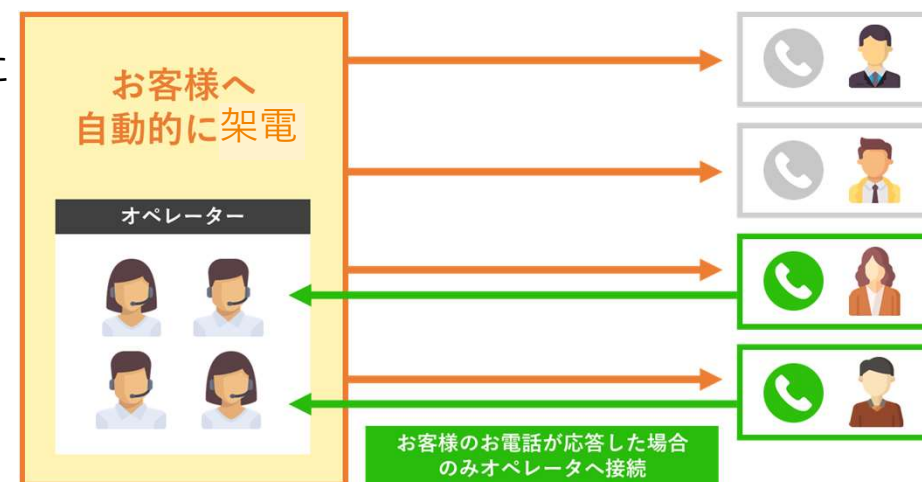 に
お客様へ
自動的に架電
オペレーター
お客様のお電話が応答した場合
のみオペレータへ接続